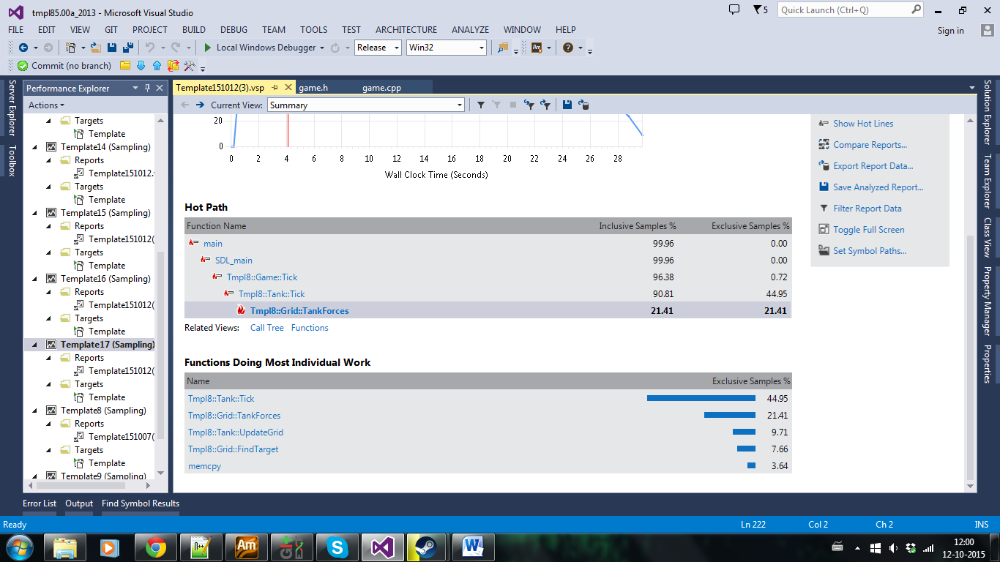 tmpl85.00a_2013 - Microsoft Visual Studio
5
Quick Launch (Ctrl+Q)
FILE EDIT VIEW GIT PROJECT BUILD DEBUG TEAM TOOLS TEST ARCHITECTURE ANALYZE WINDOW HELP
Sign in
Local Windows Debugger Release Win32 Am ?
Commit (no branch)
Server Explorer
Toolbox
Performance Explorer
Actions
Targets
Template
Template14 (Sampling)
Reports
Template151012.
Targets
Template
Template15 (Sampling)
Reports
Template151012(
Targets
Template
Template16 (Sampling)
Reports
Template151012(
Targets
Template
Template17 (Sampling)
Reports
Template151012(
Targets
Template
Template8 (Sampling)
Reports
Template151007(
Targets
Template
Template9 (Sampling)
Template151012(3).vsp game.h game.cpp
Current View: Summary
20
0
0 2 4 6 8 10 12 14 16 18 20 22 24 26 28
Wall Clock Time (Seconds)
Hot Path
Function Name Inclusive Samples % Exclusive Samples %
main 99.96 0.00
SDL_main 99.96 0.00
Tmpl8::Game::Tick 96.38 0.72
Tmpl8::Tank::Tick 90.81 44.95
Tmpl8::Grid::TankForces 21.41 21.41
Related Views: Call Tree Functions
Functions Doing Most Individual Work
Name Exclusive Samples %
Tmpl8::Tank::Tick 44.95
Tmpl8::Grid::TankForces 21.41
Tmpl8::Tank::UpdateGrid 9.71
Tmpl8::Grid::FindTarget 7.66
memcpy 3.64
Show Hot Lines
Compare Reports...
Export Report Data...
Save Analyzed Report...
Filter Report Data
Toggle Full Screen
Set Symbol Paths...
Solution Explorer
Team Explorer
Class View
Property Manager
Properties
Error List Output Find Symbol Results
Ready Ln 222 Col 2 Ch 2 INS
Am
12:00
12-10-2015